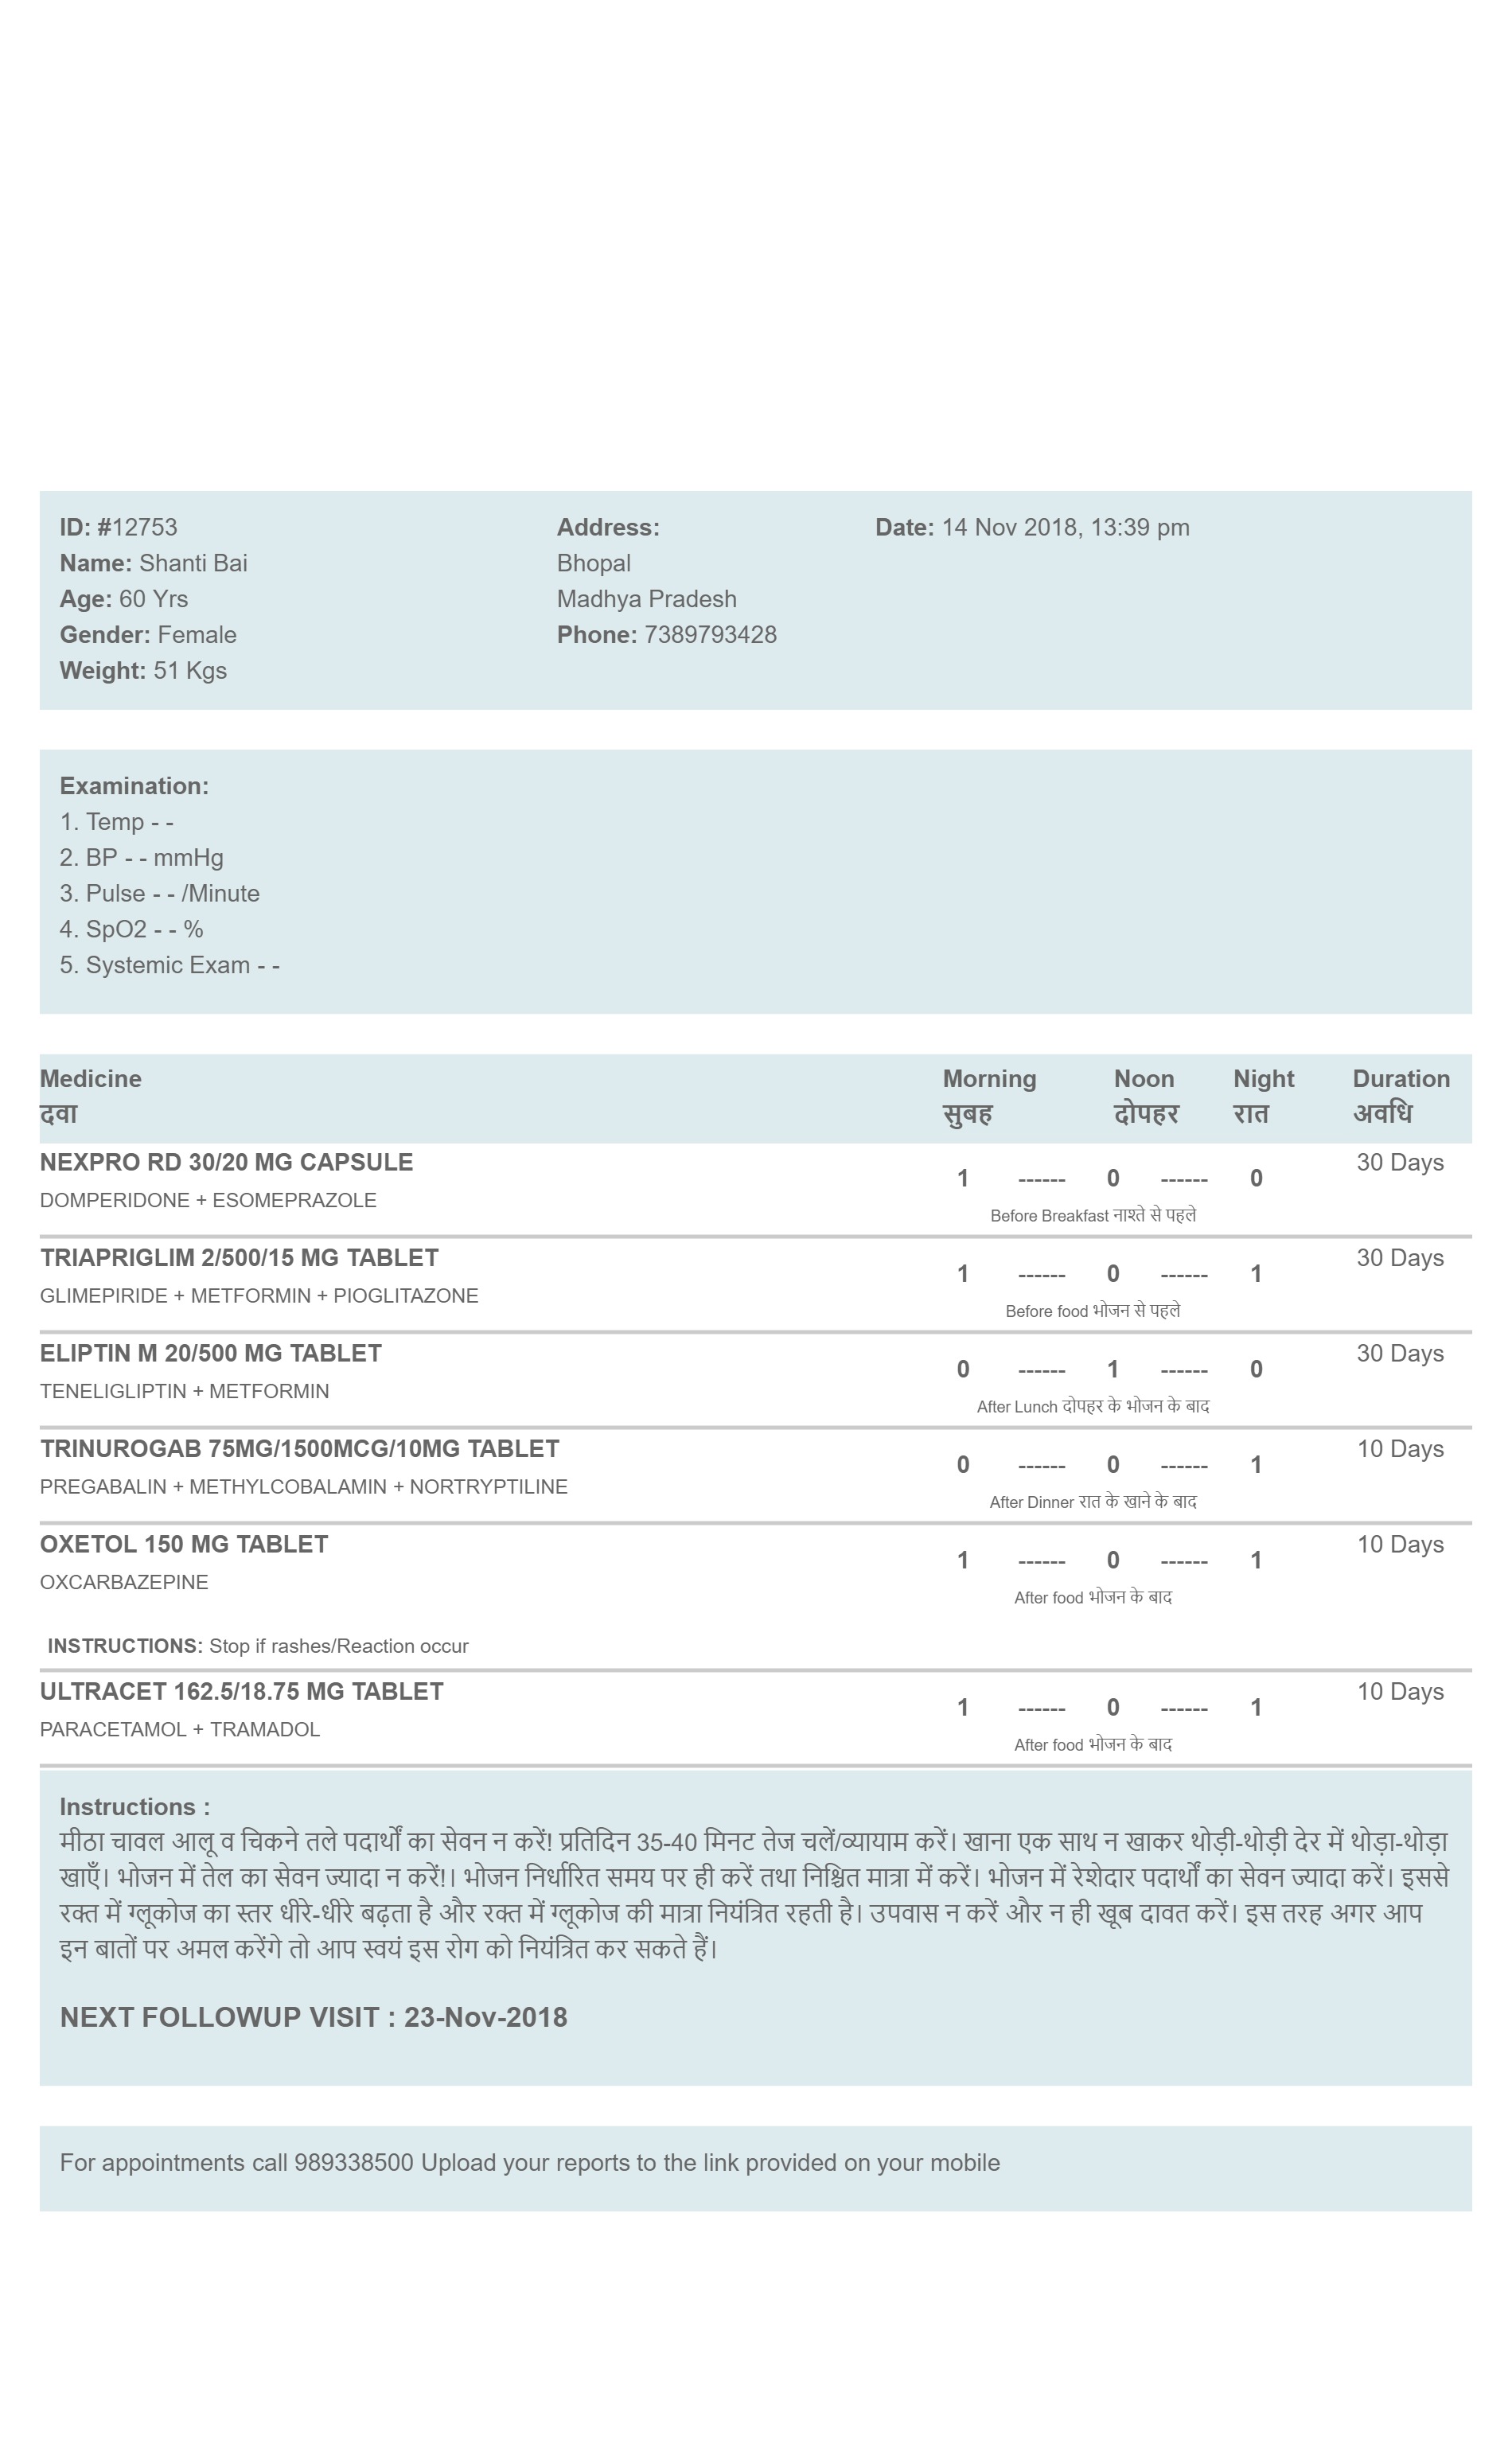 ID: #12753
Name: Shanti Bai
Age: 60 Yrs
Gender: Female
Weight: 51 Kgs
Address:
Bhopal
Madhya Pradesh
Phone: 7389793428
Date: 14 Nov 2018, 13:39 pm
Examination:
1. Temp - -
2. BP - - mmHg
3. Pulse - - /Minute
4. SpO2 - - %
5. Systemic Exam - -
Medicine Morning Noon Night Duration
दवा सुबह दोपहर रात अवधि
NEXPRO RD 30/20 MG CAPSULE 1 ------ 0 ------ 0 30 Days
DOMPERIDONE + ESOMEPRAZOLE
Before Breakfast नाश्ते से पहले
TRIAPRIGLIM 2/500/15 MG TABLET 1 ------ 0 ------ 1 30 Days
GLIMEPIRIDE + METFORMIN + PIOGLITAZONE
Before food भोजन से पहले
ELIPTIN M 20/500 MG TABLET 0 ------ 1 ------ 0 30 Days
TENELIGLIPTIN + METFORMIN
After Lunch दोपहर के भोजन के बाद
TRINUROGAB 75MG/1500MCG/10MG TABLET 0 ------ 0 ------ 1 10 Days
PREGABALIN + METHYLCOBALAMIN + NORTRYPTILINE
After Dinner रात के खाने के बाद
OXETOL 150 MG TABLET 1 ------ 0 ------ 1 10 Days
OXCARBAZEPINE
After food भोजन के बाद
INSTRUCTIONS: Stop if rashes/Reaction occur
ULTRACET 162.5/18.75 MG TABLET 1 ------ 0 ------ 1 10 Days
PARACETAMOL + TRAMADOL
After food भोजन के बाद
Instructions :
मीठा चावल आलू व चिकने तले पदार्थों का सेवन न करें! प्रतिदिन 35-40 मिनट तेज चलें/व्यायाम करें। खाना एक साथ न खाकर थोड़ी-थोड़ी देर में थोड़ा-थोड़ा
खाएँ। भोजन में तेल का सेवन ज्यादा न करें!। भोजन निर्धारित समय पर ही करें तथा निश्चित मात्रा में करें। भोजन में रेशेदार पदार्थों का सेवन ज्यादा करें। इससे
रक्त में ग्लूकोज का स्तर धीरे-धीरे बढ़ता है और रक्त में ग्लूकोज की मात्रा नियंत्रित रहती है। उपवास न करें और न ही खूब दावत करें। इस तरह अगर आप
इन बातों पर अमल करेंगे तो आप स्वयं इस रोग को नियंत्रित कर सकते हैं।
NEXT FOLLOWUP VISIT : 23-Nov-2018
For appointments call 989338500 Upload your reports to the link provided on your mobile